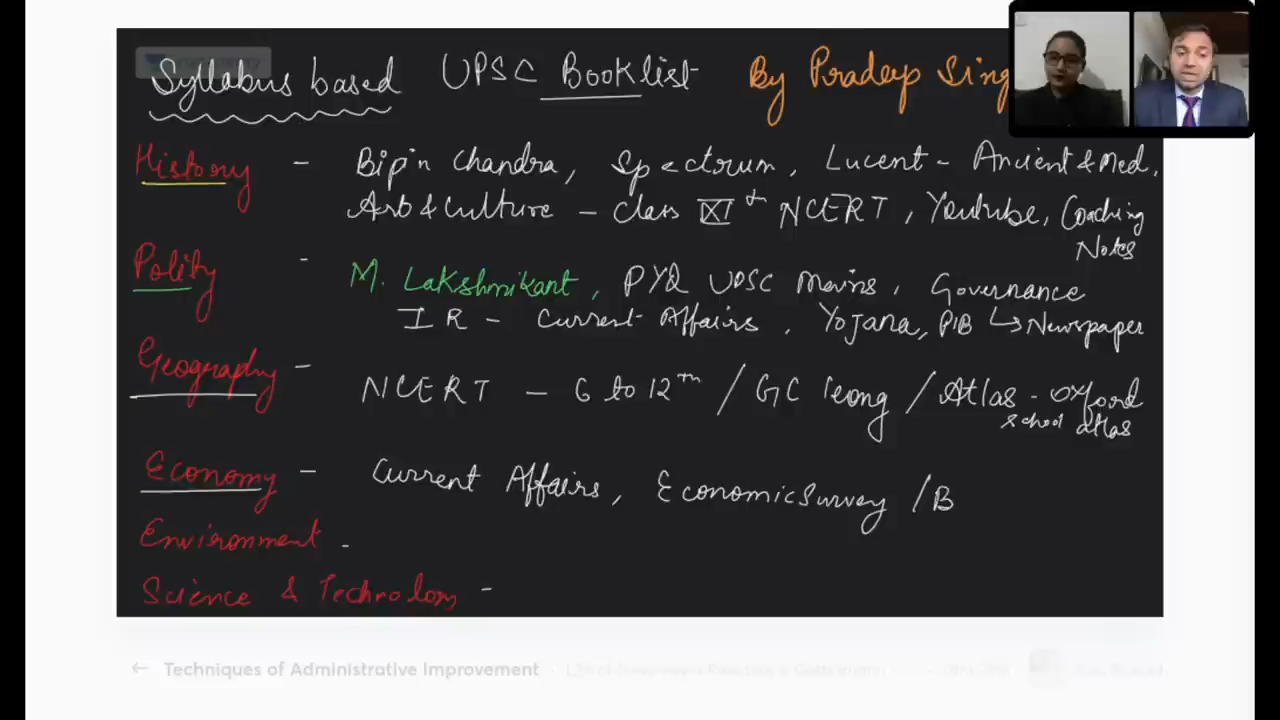 Syllabus based UPSC Booklist By Pradeep Sing
History - Bipin Chandra, Spectrum, Lucent - Ancient & Med.
Art & Culture - Class XI th NCERT, Youtube, Coaching Notes
Polity - M. Lakshmikant, PYQ UPSC Mains, Governance
IR - Current Affairs, Yojana, PIB ↳ Newspaper
Geography - NCERT - 6 to 12th / GC leong / Atlas - oxford
school atlas
Economy - Current Affairs, Economic Survey / B
Environment -
Science & Technology -
← Techniques of Administrative Improvement